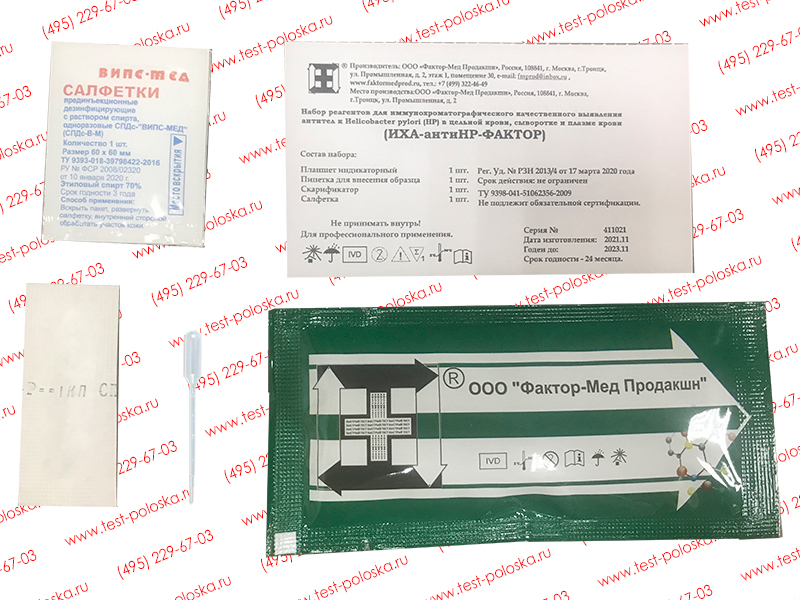 ВИПС-МЕД
САЛФЕТКИ
прединъекционные
дезинфицирующие
с раствором спирта,
одноразовые СПДс-"ВИПС-МЕД"
(СПДс-В-М)
Количество 1 шт.
Размер 60 х 60 мм
ТУ 9393-018-39798422-2016
РУ № ФСР 2008/02320
от 10 января 2020 г.
Этиловый спирт 70%
Срок годности 3 года
Способ применения:
Вскрыть пакет, развернуть
салфетку, внутренней стороной
обработать участок кожи
Место вскрытия
® Производитель: ООО «Фактор-Мед Продакшн», Россия, 108841, г. Москва, г.Троицк,
ул. Промышленная, д. 2, этаж 1, помещение 30, e-mail: fmprod@inbox.ru ,
www.faktormedprod.ru, тел.: +7 (499) 322-46-49
Место производства:ООО «Фактор-Мед Продакшн», Россия, 108841, г. Москва,
г.Троицк, ул. Промышленная, д. 2
Набор реагентов для иммунохроматографического качественного выявления
антител к Helicobacter pylori (HP) в цельной крови, сыворотке и плазме крови
(ИХА-антиHP-ФАКТОР)
Состав набора:
Планшет индикаторный 1 шт. Рег. Уд. № РЗН 2013/4 от 17 марта 2020 года
Пипетка для внесения образца 1 шт. Срок действия: не ограничен
Скарификатор 1 шт. ТУ 9398-041-51062356-2009
Салфетка 1 шт. Не подлежит обязательной сертификации.
Не принимать внутрь!
Для профессионального применения.
Серия № 411021
Дата изготовления: 2021.11
Годен до: 2023.11
Срок годности - 24 месяца.
IVD
® ООО "Фактор-Мед Продакшн"
IVD
(495) 229-67-03
www.test-poloska.ru